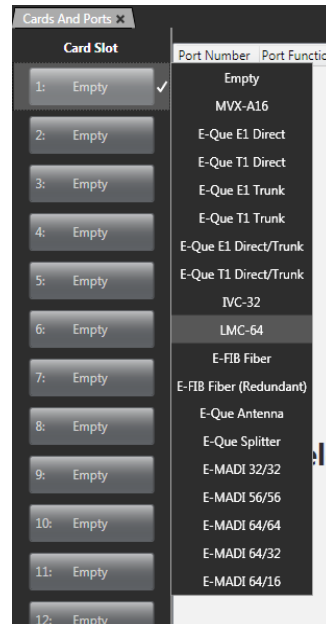 Cards And Ports ×
Card Slot
Port Number Port Functio
1: Empty ✓
2: Empty
3: Empty
4: Empty
5: Empty
6: Empty
7: Empty
8: Empty
9: Empty
10: Empty
11: Empty
12: Empty
Empty
MVX-A16
E-Que E1 Direct
E-Que T1 Direct
E-Que E1 Trunk
E-Que T1 Trunk
E-Que E1 Direct/Trunk
E-Que T1 Direct/Trunk
IVC-32
LMC-64
E-FIB Fiber
E-FIB Fiber (Redundant)
E-Que Antenna
E-Que Splitter
E-MADI 32/32
E-MADI 56/56
E-MADI 64/64
E-MADI 64/32
E-MADI 64/16
el